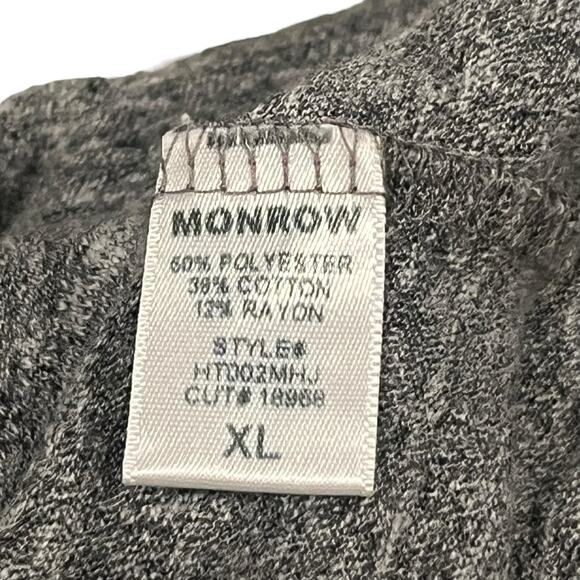 MONROW
50% POLYESTER
38% COTTON
12% RAYON
STYLE#
HT002MHJ
CUT# 18968
XL